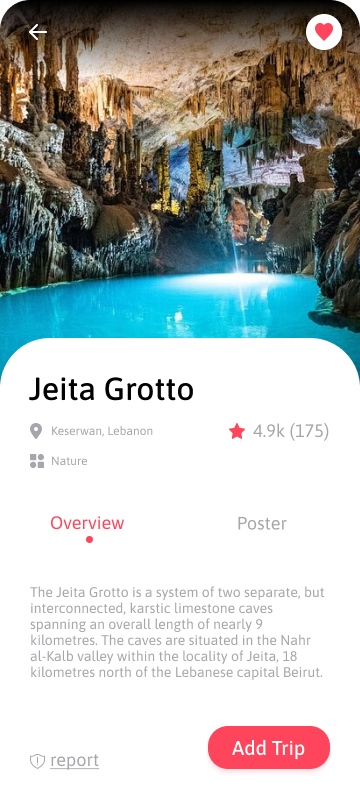 Jeita Grotto
Keserwan, Lebanon
4.9k (175)
Nature
Overview
Poster
The Jeita Grotto is a system of two separate, but
interconnected, karstic limestone caves
spanning an overall length of nearly 9
kilometres. The caves are situated in the Nahr
al-Kalb valley within the locality of Jeita, 18
kilometres north of the Lebanese capital Beirut.
report
Add Trip